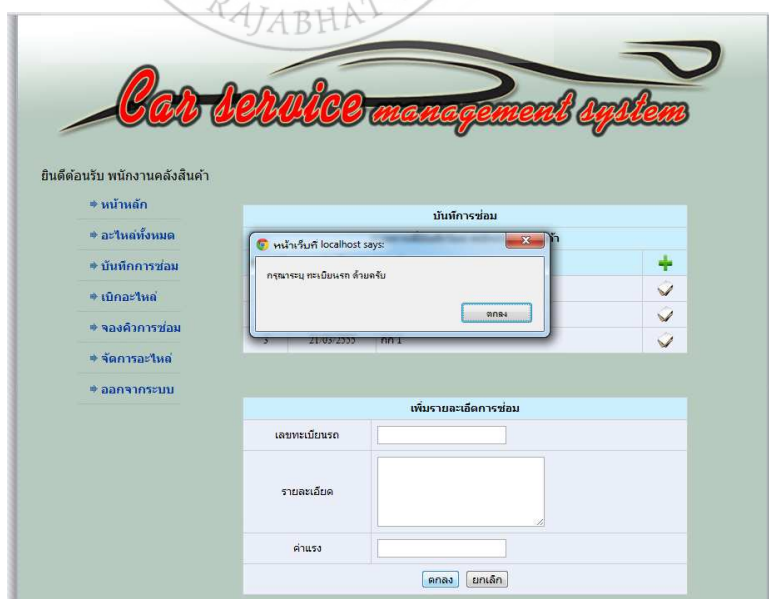 RAJABHAT
Car service management system
ยินดีต้อนรับ พนักงานคลังสินค้า
หน้าหลัก
อะไหล่ทั้งหมด
บันทึกการซ่อม
เบิกอะไหล่
จองคิวการซ่อม
จัดการอะไหล่
ออกจากระบบ
บันทึการซ่อม
หน้าเว็บที่ localhost says:
กรุณาระบุ ทะเบียนรถ ด้วยครับ
ตกลง
3 21/03/2555 กก 1
เพิ่มรายละเอียดการซ่อม
เลขทะเบียนรถ
รายละเอียด
ค่าแรง
ตกลง ยกเลิก